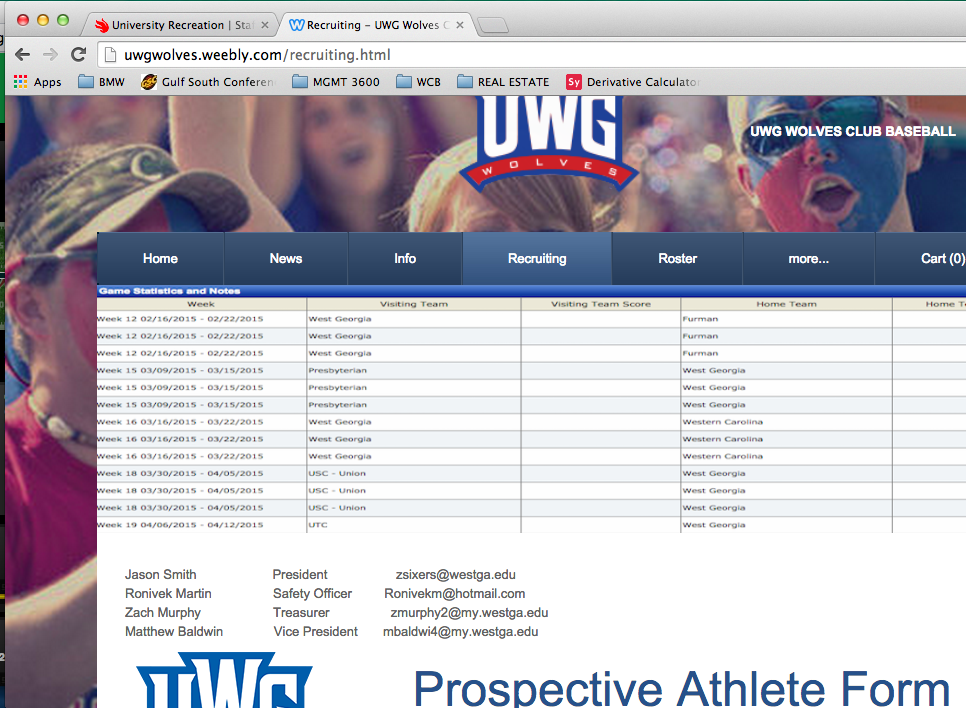 University Recreation | Sta
Recruiting – UWG Wolves C
uwgwolves.weebly.com/recruiting.html
Apps BMW Gulf South Conferen MGMT 3600 WCB REAL ESTATE Sy Derivative Calculator
UWG
WOLVES
UWG WOLVES CLUB BASEBALL
Home News Info Recruiting Roster more... Cart (0)
Game Statistics and Notes
Week Visiting Team Visiting Team Score Home Team Home T
Week 12 02/16/2015 - 02/22/2015 West Georgia Furman
Week 12 02/16/2015 - 02/22/2015 West Georgia Furman
Week 12 02/16/2015 - 02/22/2015 West Georgia Furman
Week 15 03/09/2015 - 03/15/2015 Presbyterian West Georgia
Week 15 03/09/2015 - 03/15/2015 Presbyterian West Georgia
Week 15 03/09/2015 - 03/15/2015 Presbyterian West Georgia
Week 16 03/16/2015 - 03/22/2015 West Georgia Western Carolina
Week 16 03/16/2015 - 03/22/2015 West Georgia Western Carolina
Week 16 03/16/2015 - 03/22/2015 West Georgia Western Carolina
Week 18 03/30/2015 - 04/05/2015 USC - Union West Georgia
Week 18 03/30/2015 - 04/05/2015 USC - Union West Georgia
Week 18 03/30/2015 - 04/05/2015 USC - Union West Georgia
Week 19 04/06/2015 - 04/12/2015 UTC West Georgia
Jason Smith President zsixers@westga.edu
Ronivek Martin Safety Officer Ronivekm@hotmail.com
Zach Murphy Treasurer zmurphy2@my.westga.edu
Matthew Baldwin Vice President mbaldwi4@my.westga.edu
UWG
Prospective Athlete Form